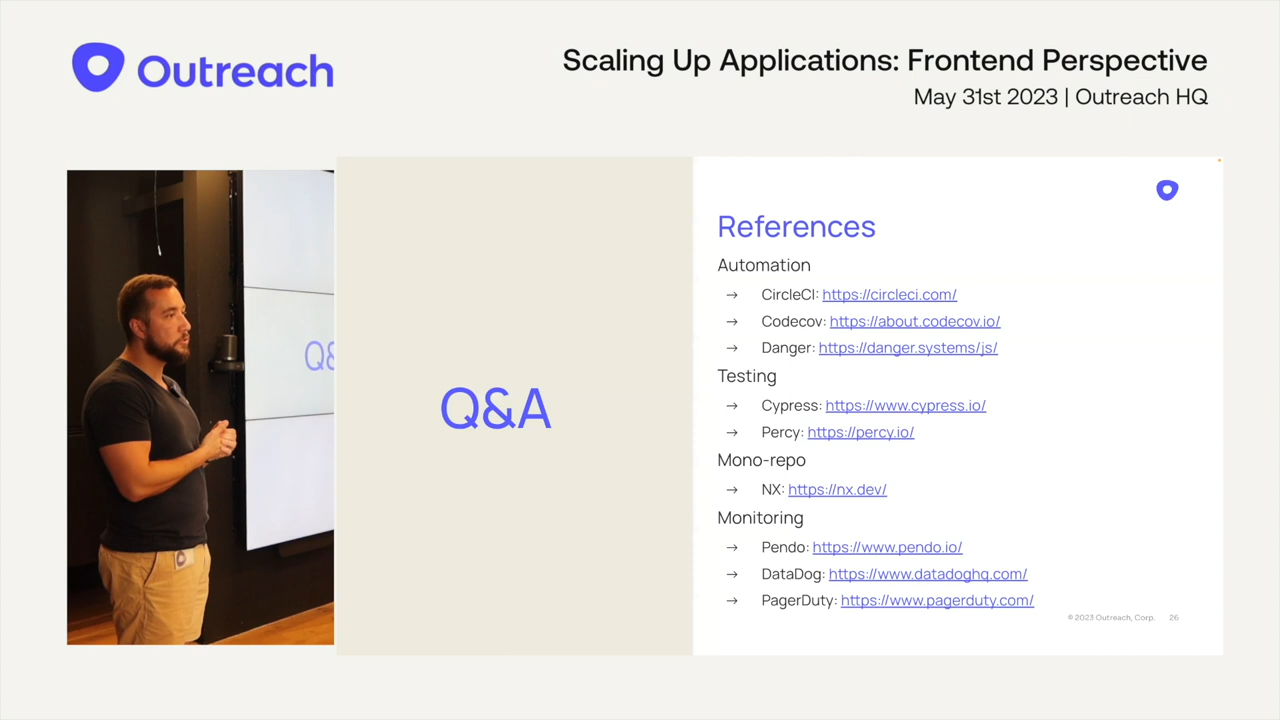 Outreach
Scaling Up Applications: Frontend Perspective
May 31st 2023 | Outreach HQ
Q&
Q&A
References
Automation
→ CircleCI: https://circleci.com/
→ Codecov: https://about.codecov.io/
→ Danger: https://danger.systems/js/
Testing
→ Cypress: https://www.cypress.io/
→ Percy: https://percy.io/
Mono-repo
→ NX: https://nx.dev/
Monitoring
→ Pendo: https://www.pendo.io/
→ DataDog: https://www.datadoghq.com/
→ PagerDuty: https://www.pagerduty.com/
© 2023 Outreach, Corp. 26